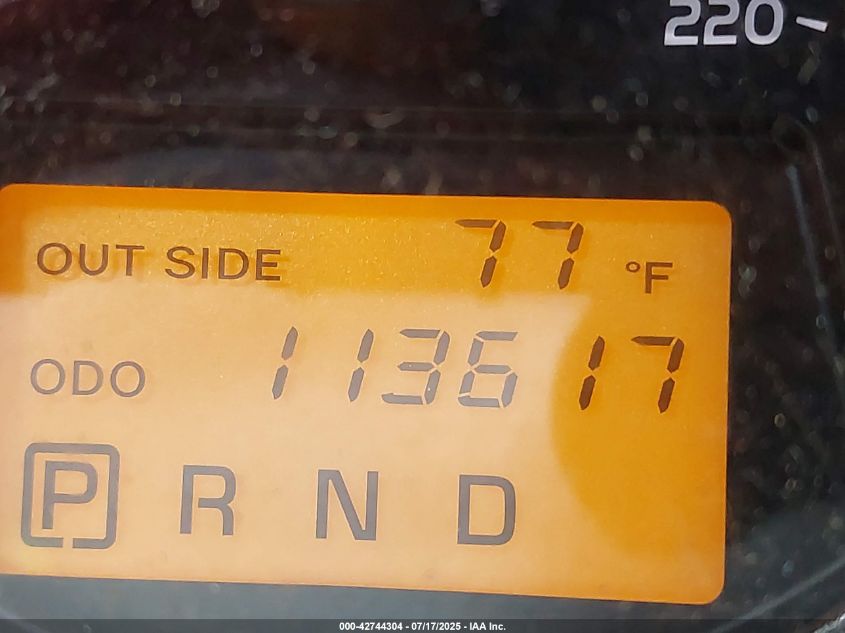 220
OUT SIDE 77 °F
ODO 113617
P R N D
000-42744304 - 07/17/2025 - IAA Inc.